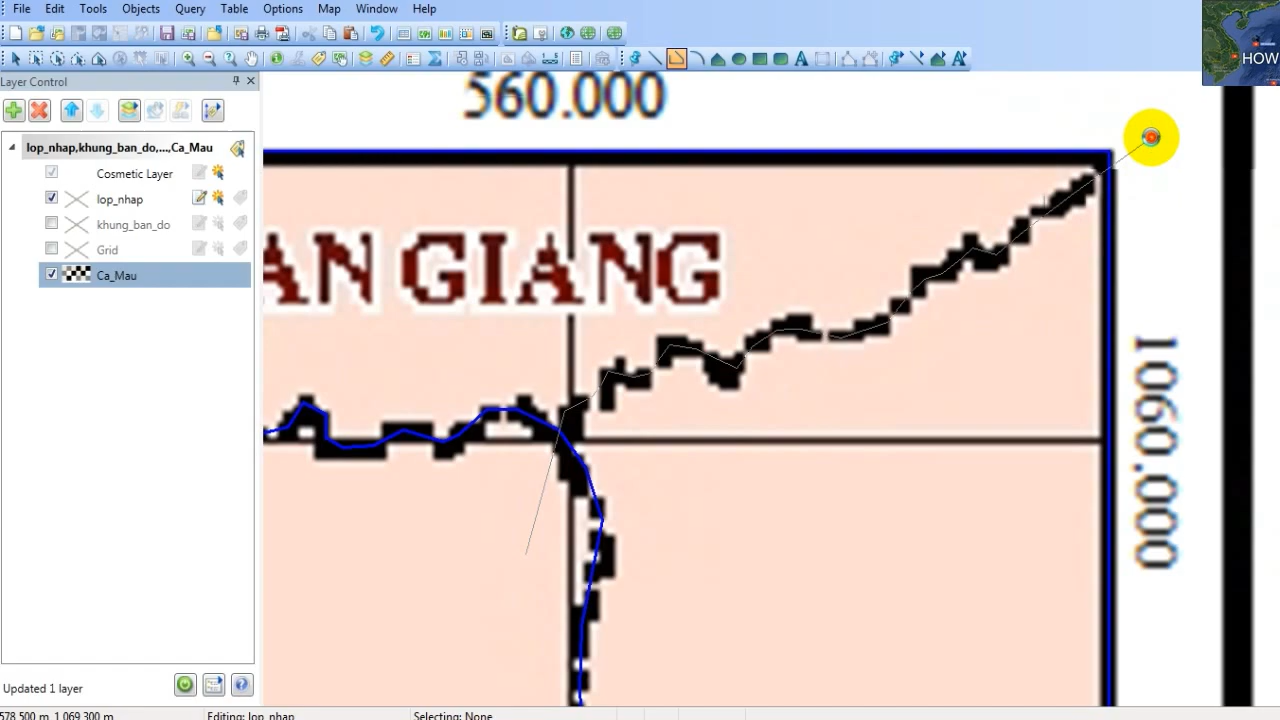 File Edit Tools Objects Query Table Options Map Window Help
HOW
Layer Control
560.000
lop_nhap,khung_ban_do,...,Ca_Mau
Cosmetic Layer
lop_nhap
khung_ban_do
Grid
Ca_Mau
AN GIANG
1060.000
Updated 1 layer
578 500 m, 1 069 300 m Editing: lop_nhap Selecting: None